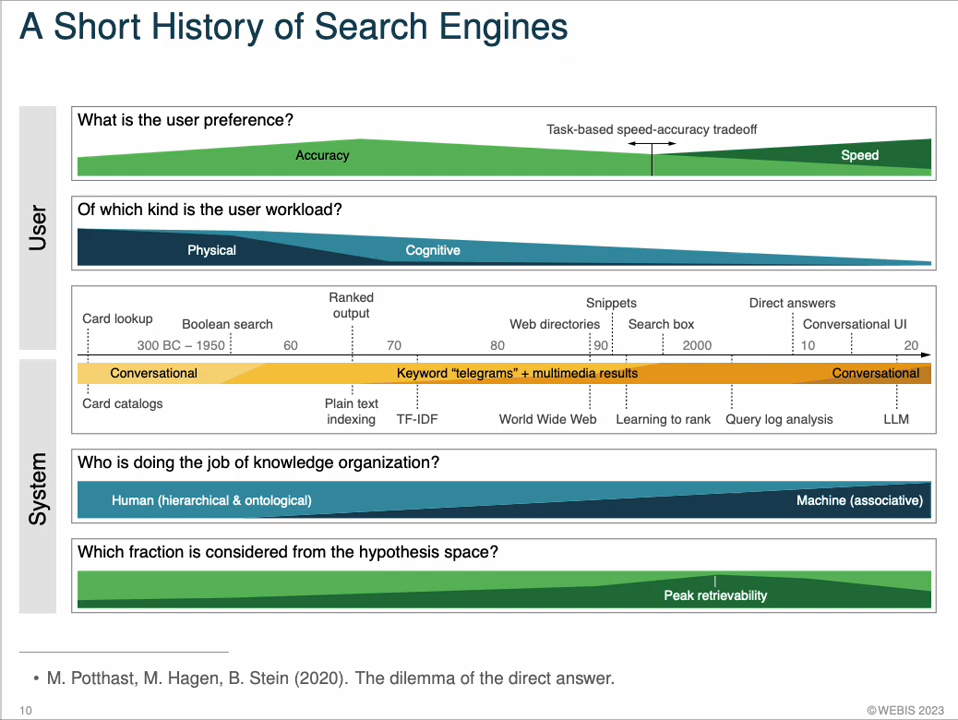 A Short History of Search Engines
User
What is the user preference?
Task-based speed-accuracy tradeoff
Accuracy
Speed
Of which kind is the user workload?
Physical
Cognitive
Card lookup
Boolean search
Ranked
output
Web directories
Snippets
Search box
Direct answers
Conversational UI
300 BC – 1950 60 70 80 90 2000 10 20
Conversational
Keyword “telegrams” + multimedia results
Conversational
Card catalogs
Plain text
indexing
TF-IDF
World Wide Web
Learning to rank
Query log analysis
LLM
System
Who is doing the job of knowledge organization?
Human (hierarchical & ontological)
Machine (associative)
Which fraction is considered from the hypothesis space?
Peak retrievability
• M. Potthast, M. Hagen, B. Stein (2020). The dilemma of the direct answer.
10
© WEBIS 2023